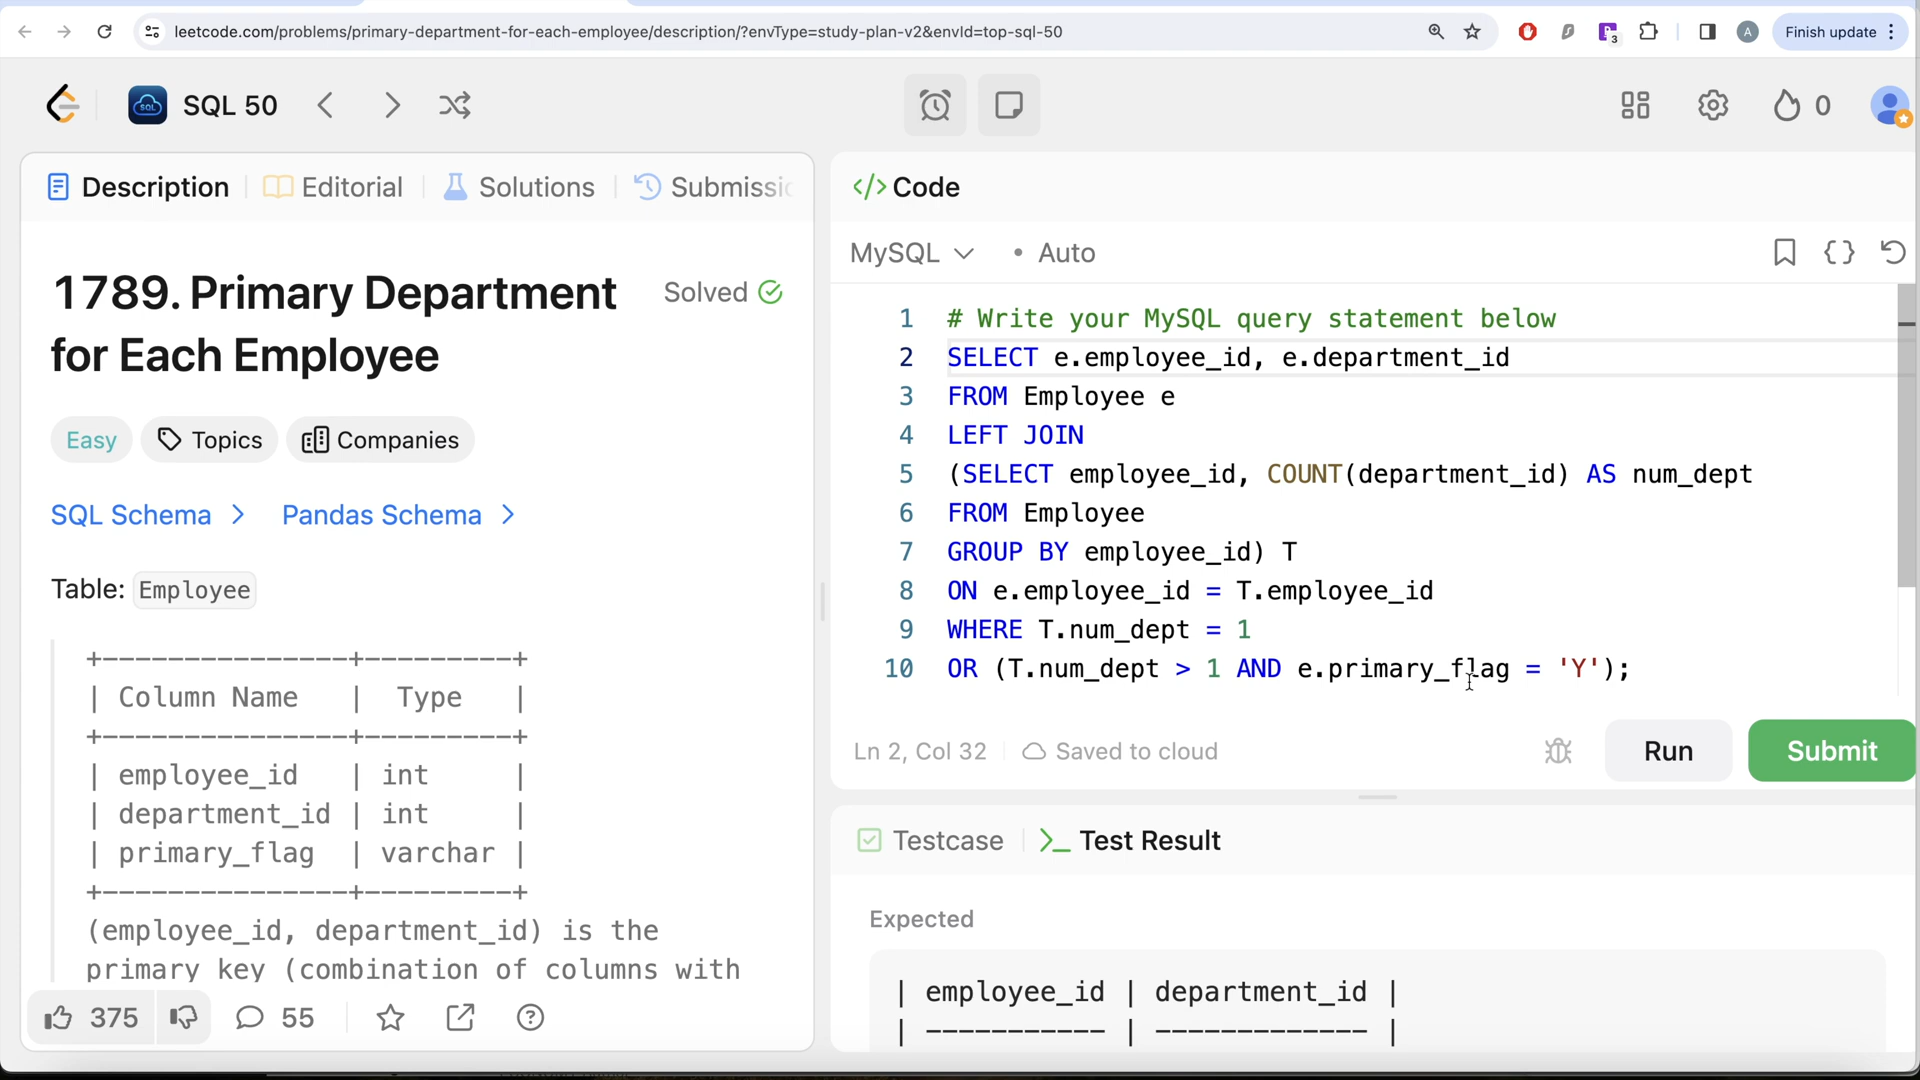 leetcode.com/problems/primary-department-for-each-employee/description/?envType=study-plan-v2&envId=top-sql-50
3
A
Finish update
SQL
SQL 50
0
Description
Editorial
Solutions
Submissi
</> Code
MySQL
• Auto
1789. Primary Department for Each Employee
Solved
Easy
Topics
Companies
SQL Schema >
Pandas Schema >
Table: Employee
+---------------+---------+
| Column Name   |  Type   |
+---------------+---------+
| employee_id   | int     |
| department_id | int     |
| primary_flag  | varchar |
+---------------+---------+
(employee_id, department_id) is the
primary key (combination of columns with
375
55
1 # Write your MySQL query statement below
2 SELECT e.employee_id, e.department_id
3 FROM Employee e
4 LEFT JOIN
5 (SELECT employee_id, COUNT(department_id) AS num_dept
6 FROM Employee
7 GROUP BY employee_id) T
8 ON e.employee_id = T.employee_id
9 WHERE T.num_dept = 1
10 OR (T.num_dept > 1 AND e.primary_flag = 'Y');
Ln 2, Col 32
Saved to cloud
Run
Submit
Testcase
>_ Test Result
Expected
| employee_id | department_id |
| ----------- | ------------- |